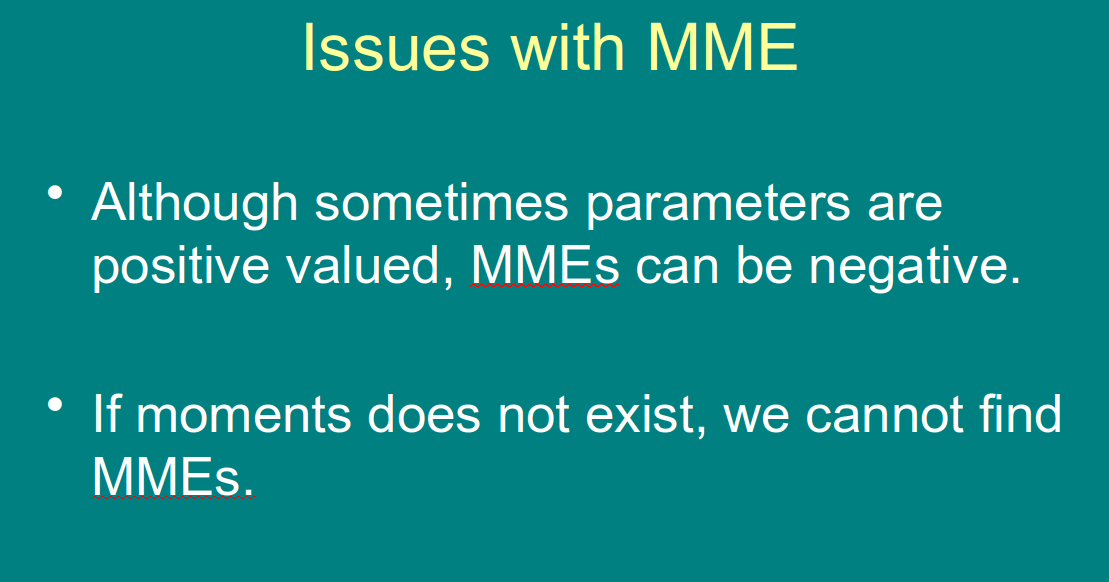 Issues with MME
• Although sometimes parameters are
positive valued, MMEs can be negative.
• If moments does not exist, we cannot find
MMEs.